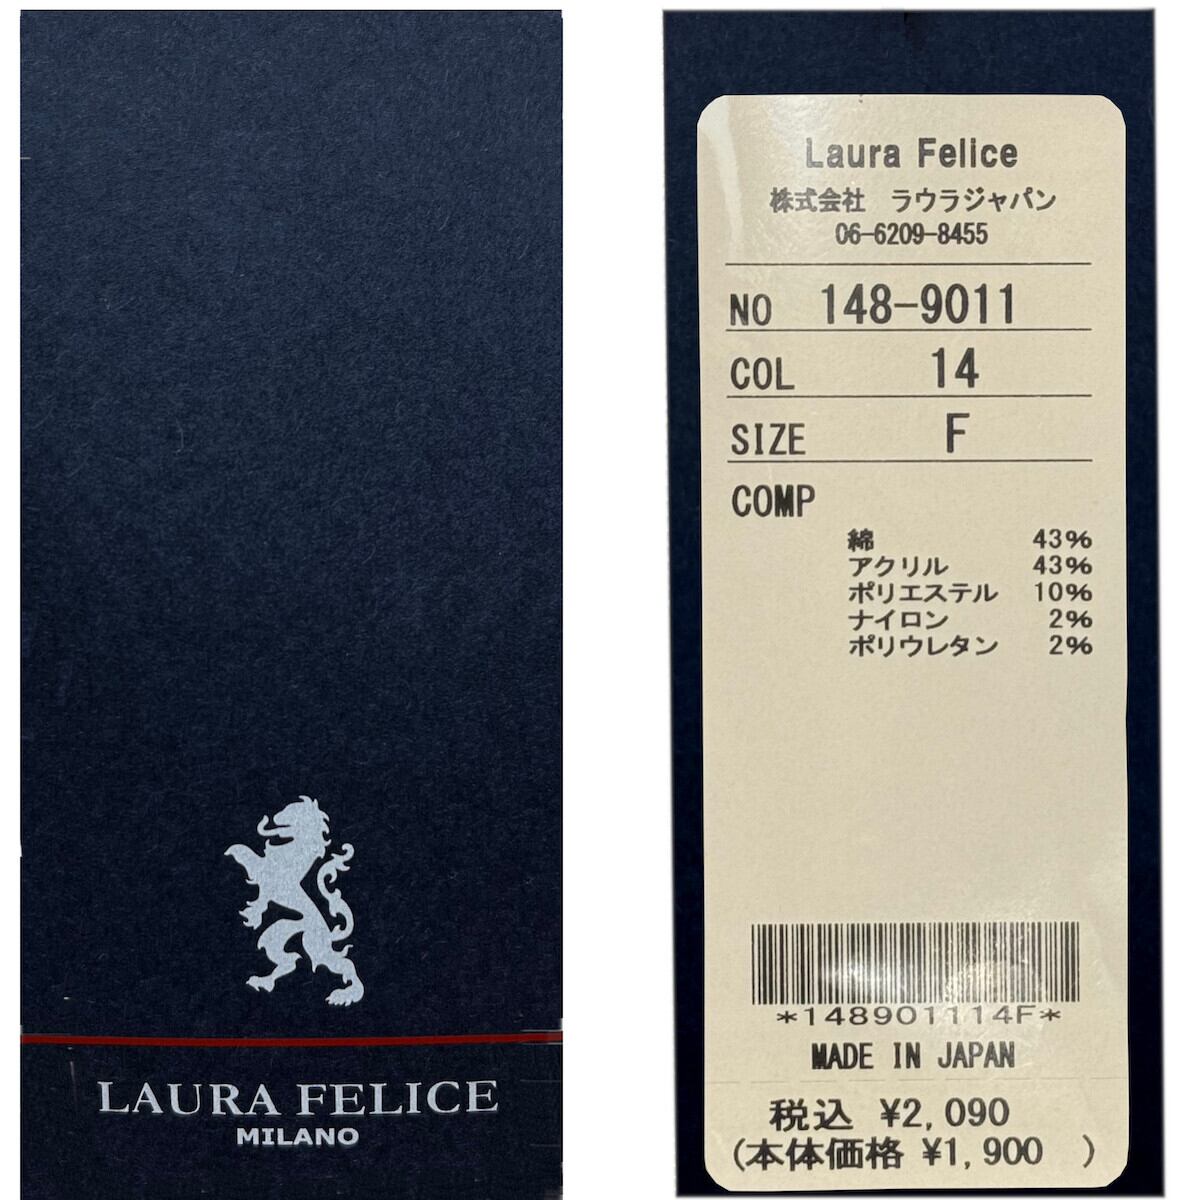 LAURA FELICE
MILANO
Laura Felice
株式会社 ラウラジャパン
06-6209-8455
NO 148-9011
COL 14
SIZE F
COMP
綿 43%
アクリル 43%
ポリエステル 10%
ナイロン 2%
ポリウレタン 2%
*148901114F*
MADE IN JAPAN
税込 ¥2,090
(本体価格 ¥1,900 )